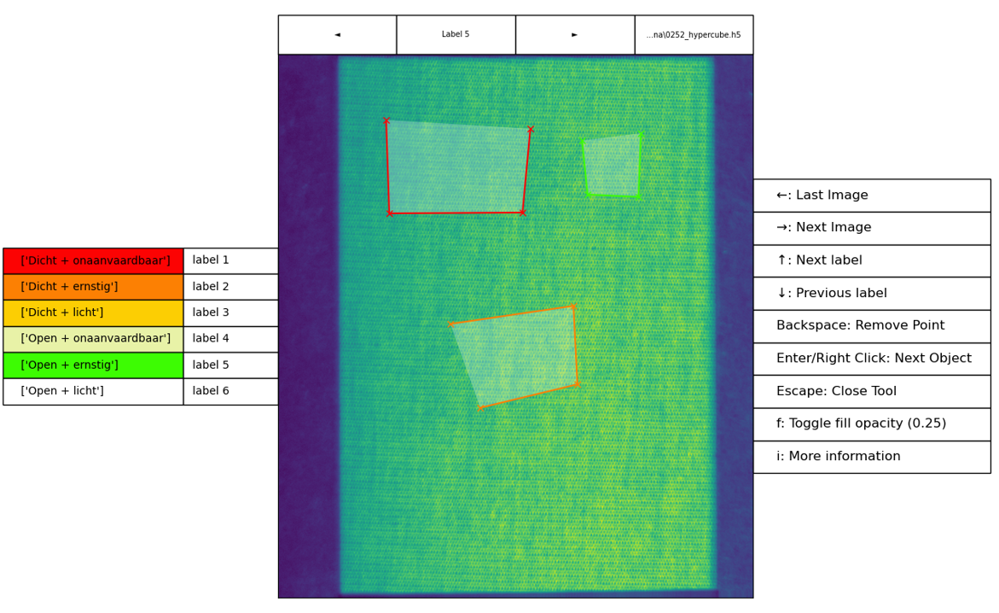 ◄ Label 5 ► ...na\0252_hypercube.h5
['Dicht + onaanvaardbaar'] label 1
['Dicht + ernstig'] label 2
['Dicht + licht'] label 3
['Open + onaanvaardbaar'] label 4
['Open + ernstig'] label 5
['Open + licht'] label 6
←: Last Image
→: Next Image
↑: Next label
↓: Previous label
Backspace: Remove Point
Enter/Right Click: Next Object
Escape: Close Tool
f: Toggle fill opacity (0.25)
i: More information